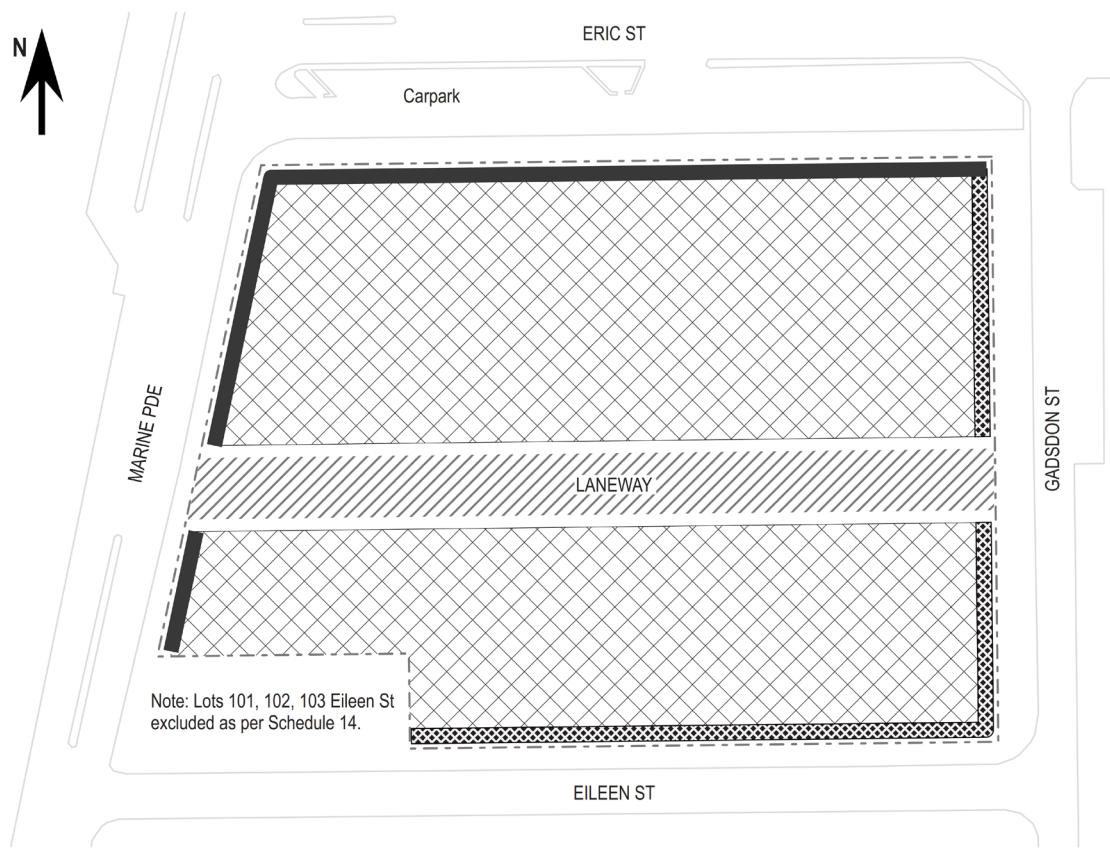 ERIC ST
N
Carpark
MARINE PDE
GADSDON ST
LANEWAY
Note: Lots 101, 102, 103 Eileen St
excluded as per Schedule 14.
EILEEN ST